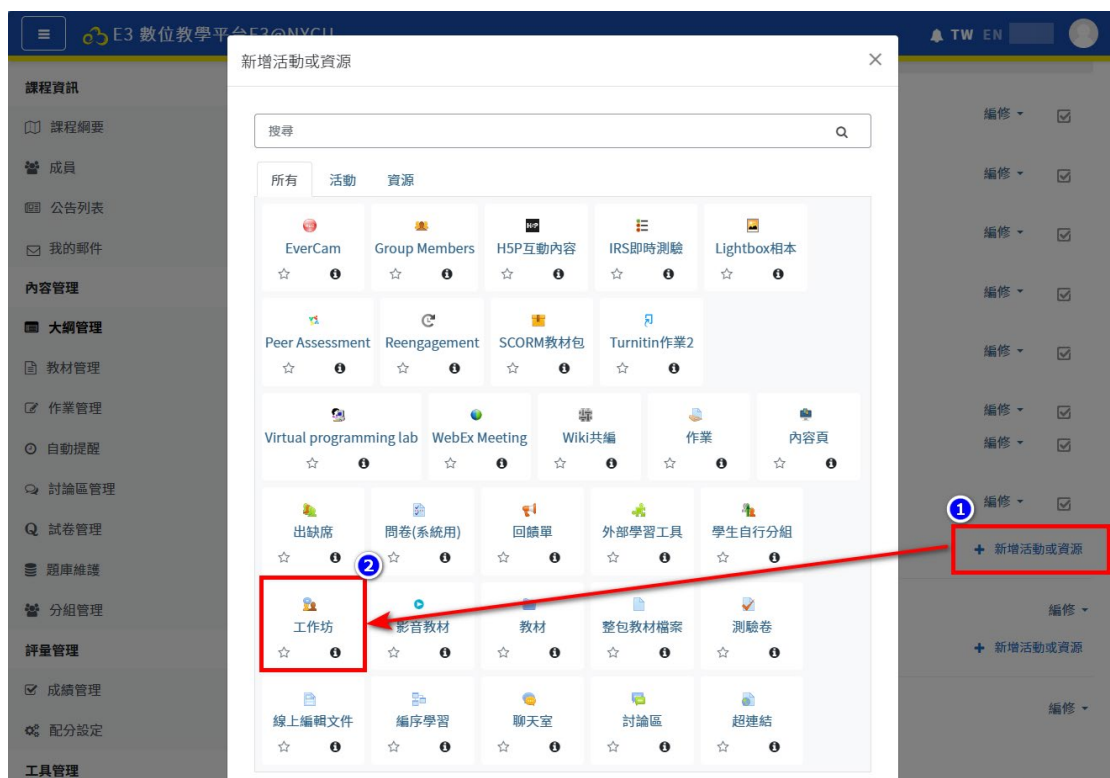 E3 數位教學平台E3@NYCU
TW EN
新增活動或資源
搜尋
所有 活動 資源
EverCam Group Members H5P互動內容 IRS即時測驗 Lightbox相本
Peer Assessment Reengagement SCORM教材包 Turnitin作業2
Virtual programming lab WebEx Meeting Wiki共編 作業 內容頁
出缺席 問卷(系統用) 回饋單 外部學習工具 學生自行分組
2
工作坊 影音教材 教材 整包教材檔案 測驗卷
線上編輯文件 編序學習 聊天室 討論區 超連結
課程資訊
課程綱要
成員
公告列表
我的郵件
內容管理
大綱管理
教材管理
作業管理
自動提醒
討論區管理
試卷管理
題庫維護
分組管理
評量管理
成績管理
配分設定
工具管理
編修
編修
編修
編修
編修
編修
編修
編修
1
+ 新增活動或資源
編修
+ 新增活動或資源
編修